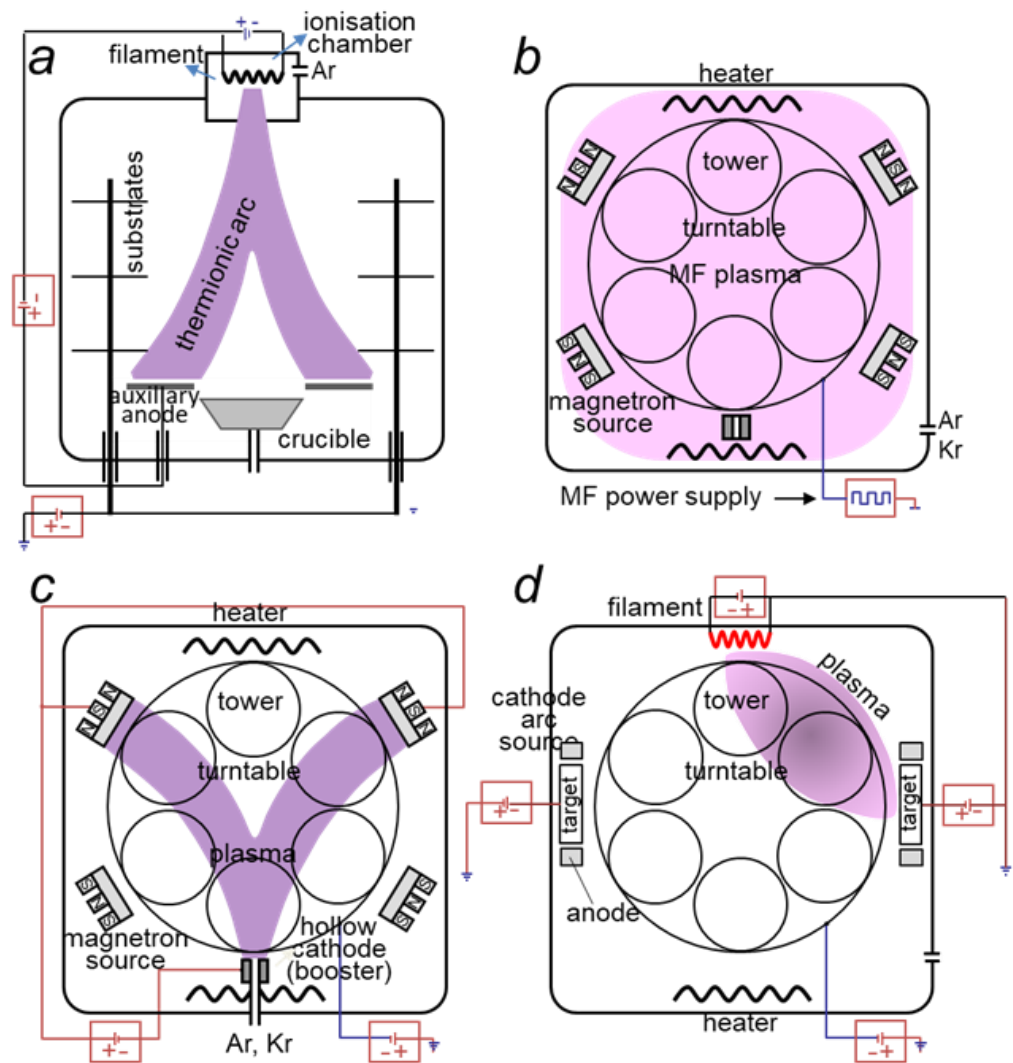 a
+ -
ionisation
chamber
filament
Ar
substrates
thermionic arc
- +
auxillary
anode
crucible
+ -
b
heater
N S N
N S N
tower
turntable
MF plasma
S N S
S N S
magnetron
source
Ar
Kr
MF power supply
c
heater
N S N
N S N
tower
turntable
plasma
S N S
S N S
magnetron
source
hollow
cathode
(booster)
+ -
Ar, Kr
- +
d
filament
- +
plasma
tower
cathode
arc
source
turntable
target
target
+ -
+ -
anode
heater
- +